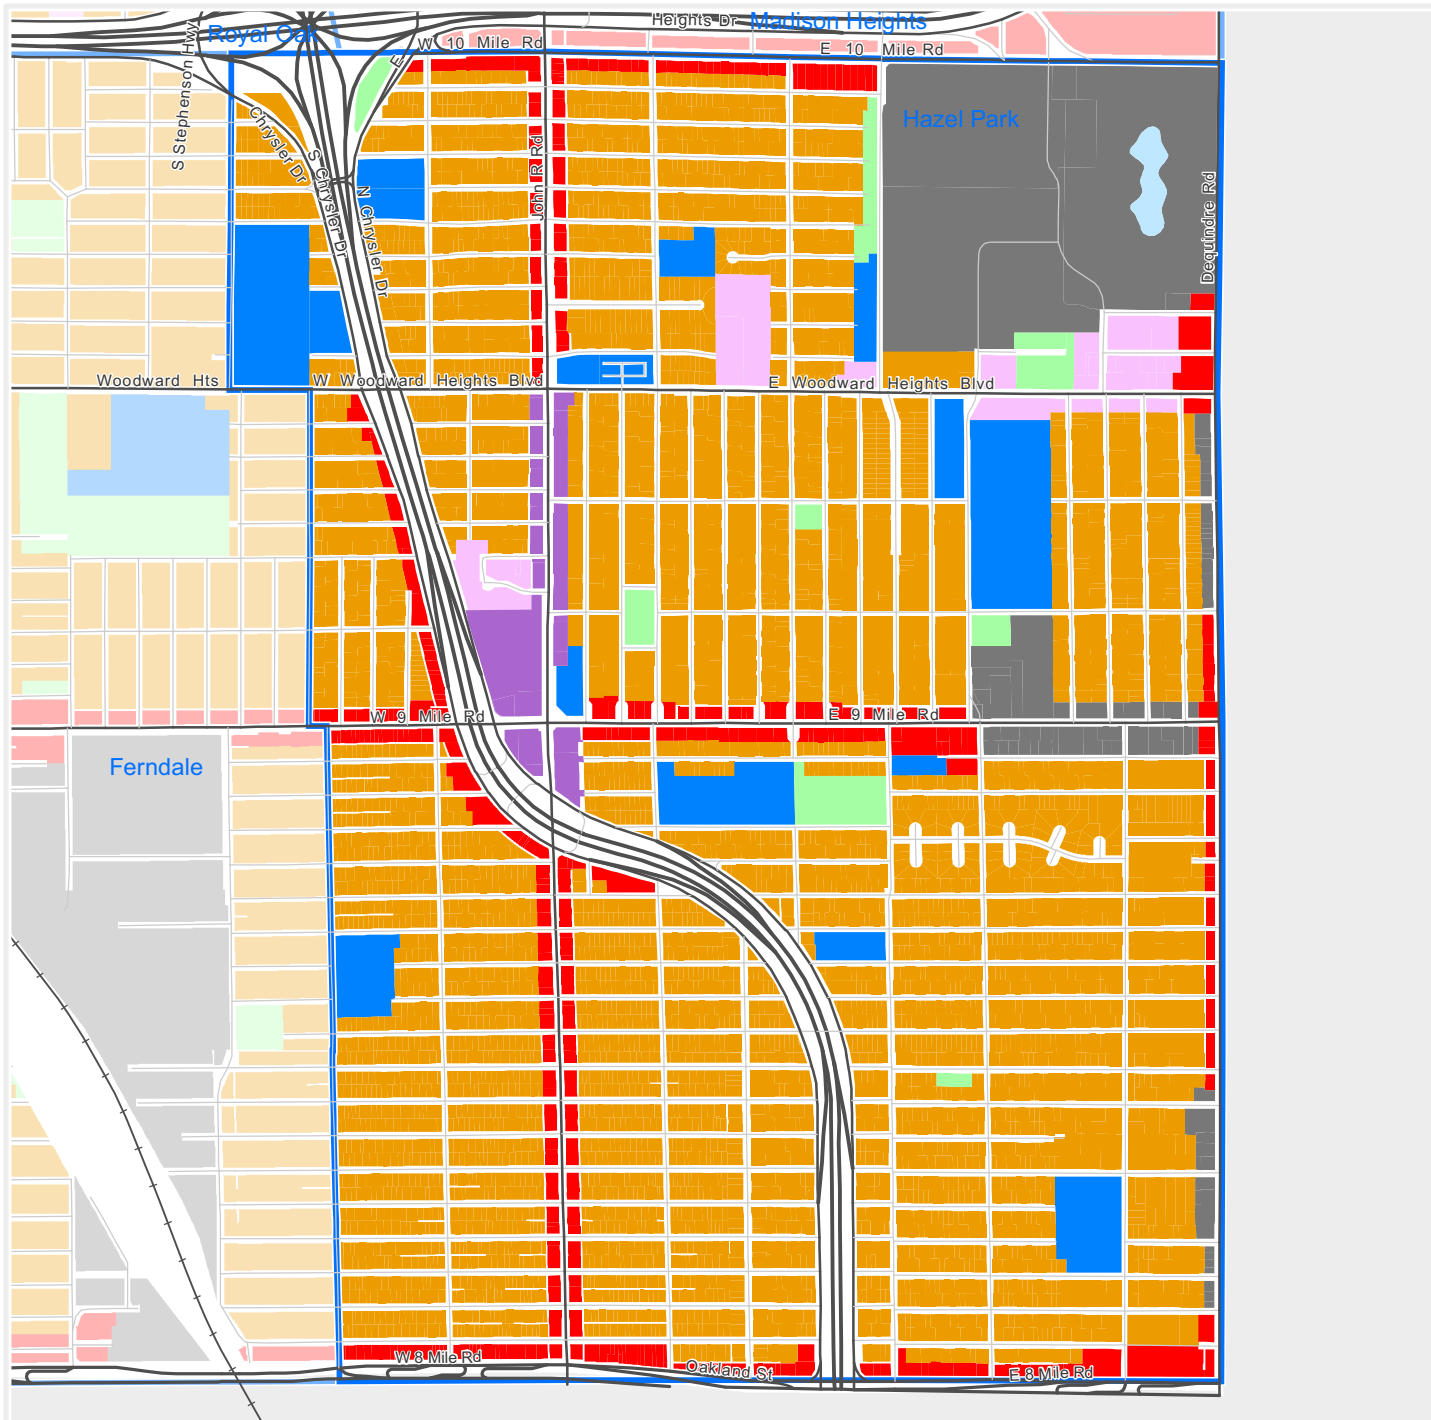 Heights Dr
Madison Heights
Royal Oak
W 10 Mile Rd
E 10 Mile Rd
S Stephenson Hwy
E
Chrysler Dr
S Chrysler Dr
N Chrysler Dr
John R Rd
Hazel Park
Dequindre Rd
Woodward Hts
W Woodward Heights Blvd
E Woodward Heights Blvd
W 9 Mile Rd
E 9 Mile Rd
Ferndale
W 8 Mile Rd
Oakland St
E 8 Mile Rd